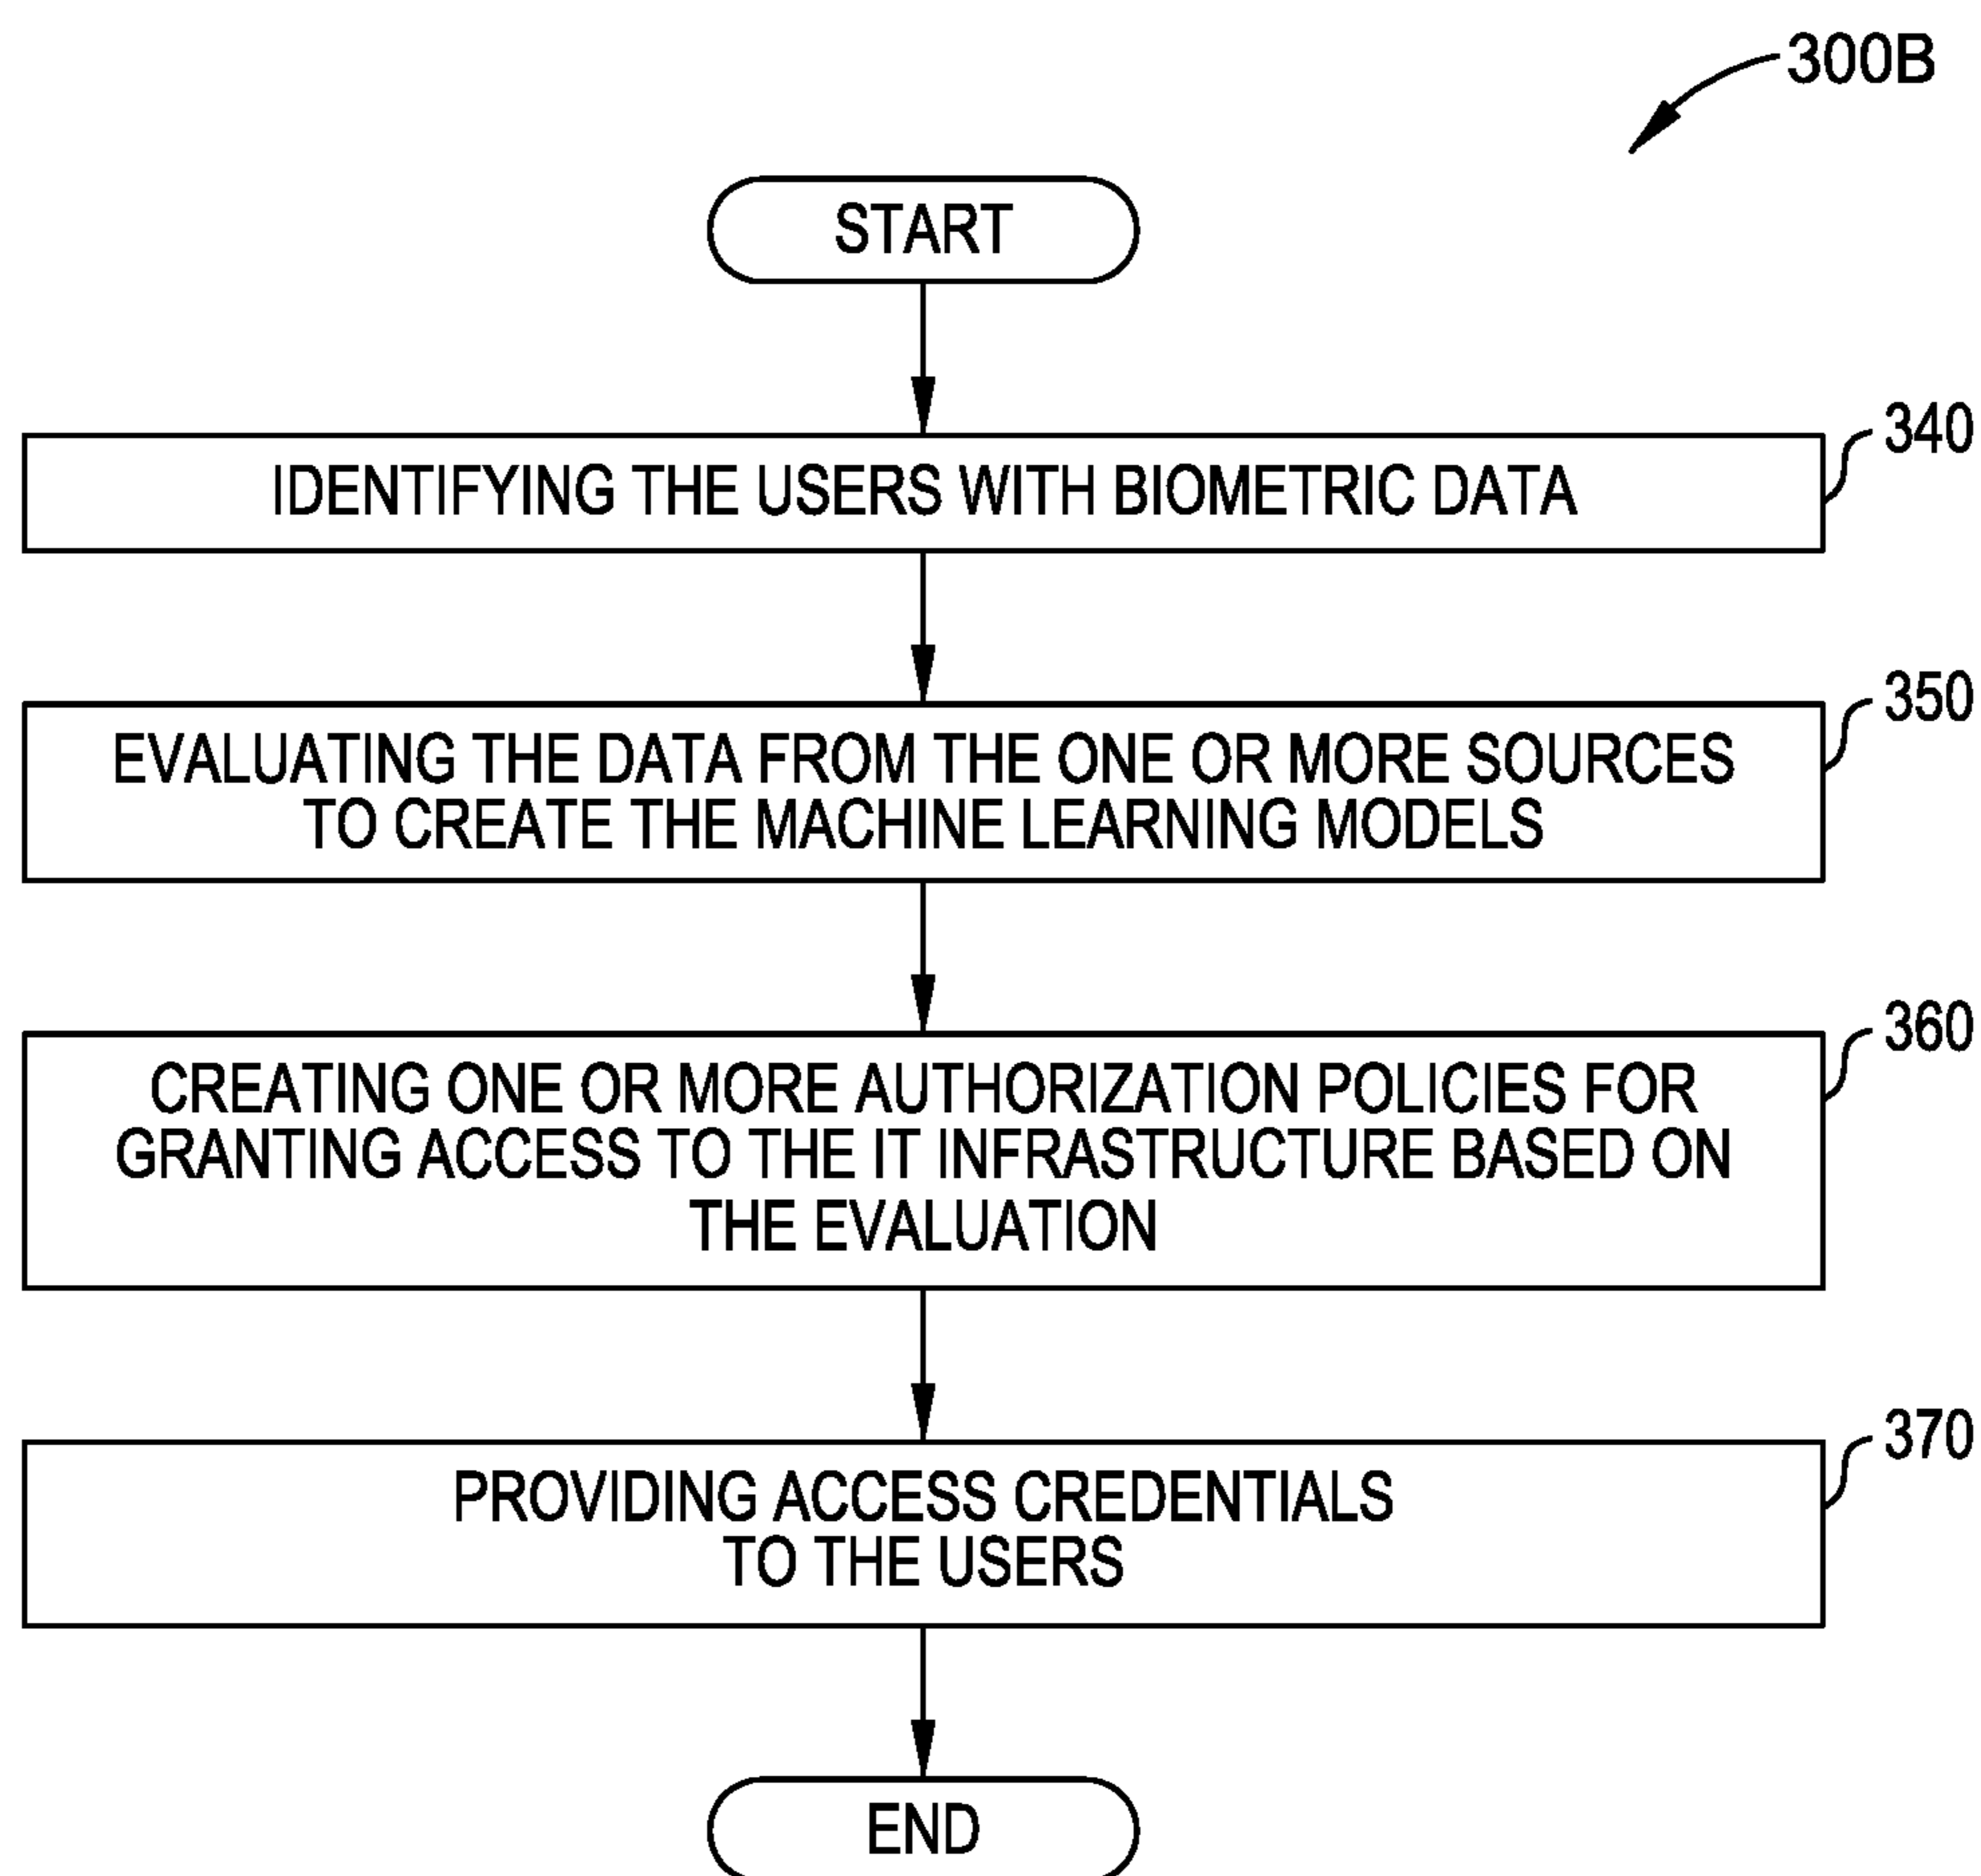 300B
START
340
IDENTIFYING THE USERS WITH BIOMETRIC DATA
350
EVALUATING THE DATA FROM THE ONE OR MORE SOURCES
TO CREATE THE MACHINE LEARNING MODELS
360
CREATING ONE OR MORE AUTHORIZATION POLICIES FOR
GRANTING ACCESS TO THE IT INFRASTRUCTURE BASED ON
THE EVALUATION
370
PROVIDING ACCESS CREDENTIALS
TO THE USERS
END